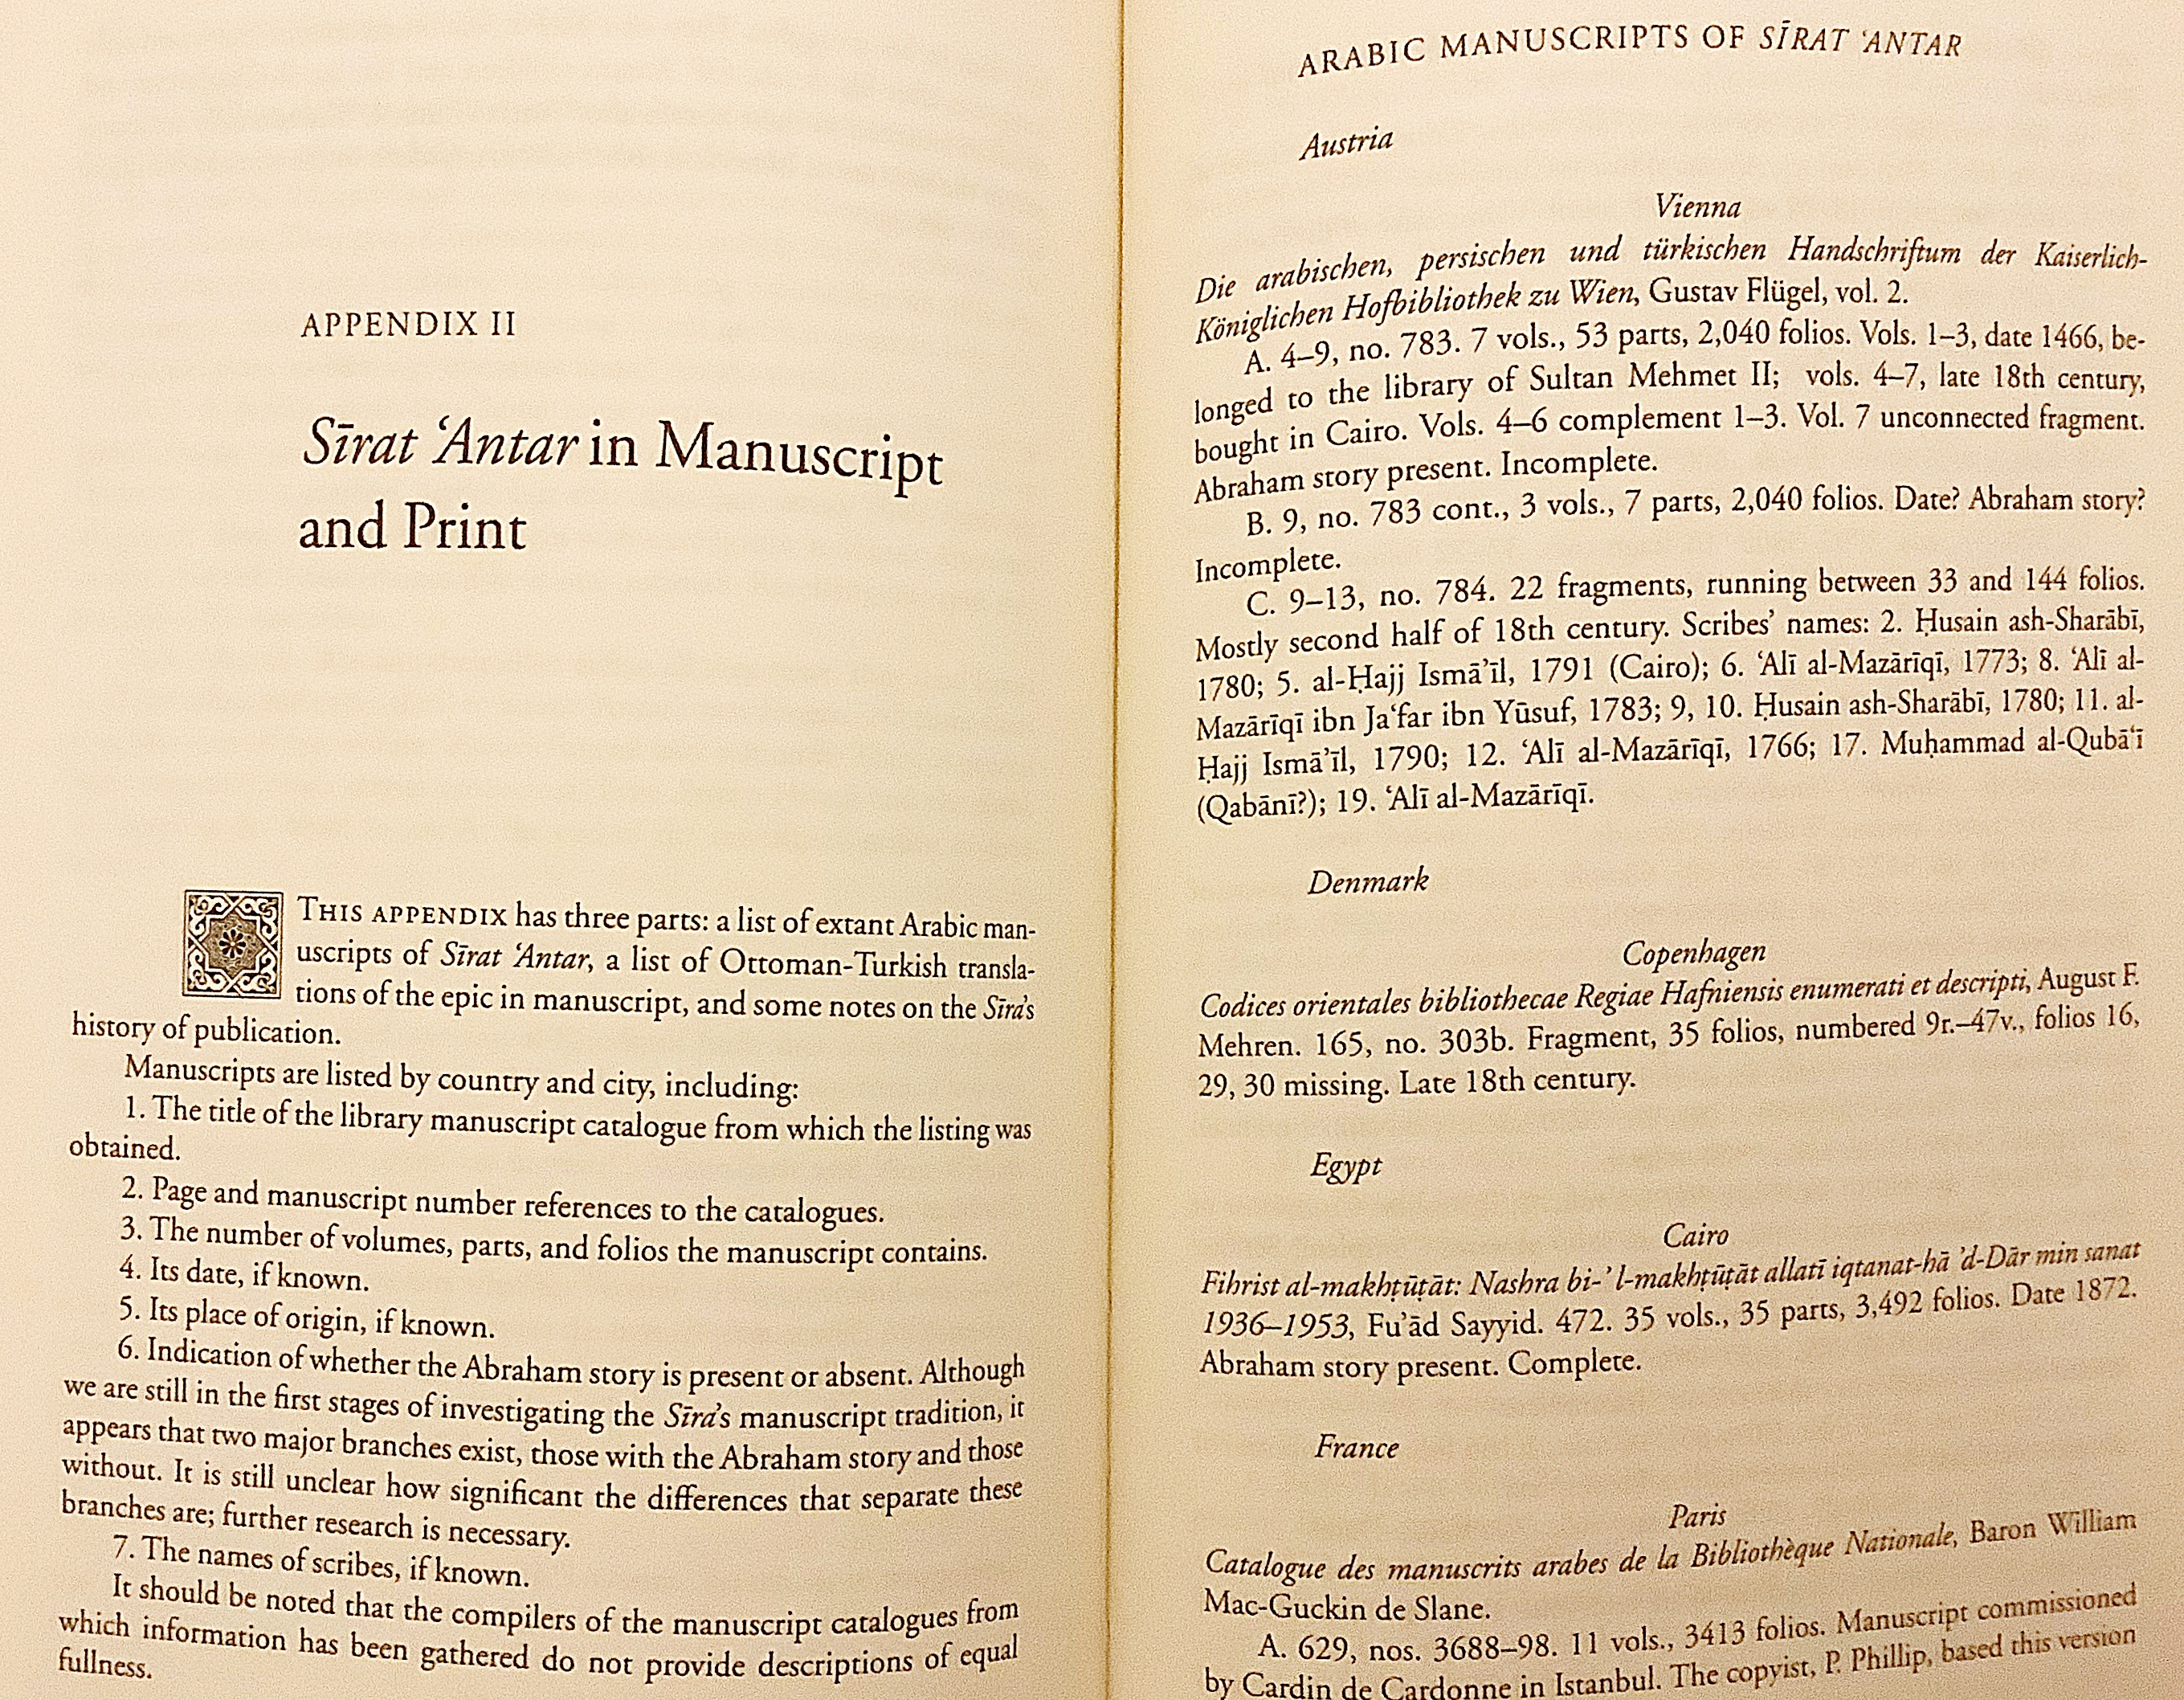 APPENDIX II
Sīrat ‘Antar in Manuscript
and Print
THIS APPENDIX has three parts: a list of extant Arabic man-
uscripts of Sīrat ‘Antar, a list of Ottoman-Turkish transla-
tions of the epic in manuscript, and some notes on the Sīra's
history of publication.
Manuscripts are listed by country and city, including:
1. The title of the library manuscript catalogue from which the listing was
obtained.
2. Page and manuscript number references to the catalogues.
3. The number of volumes, parts, and folios the manuscript contains.
4. Its date, if known.
5. Its place of origin, if known.
6. Indication of whether the Abraham story is present or absent. Although
we are still in the first stages of investigating the Sīra's manuscript tradition, it
appears that two major branches exist, those with the Abraham story and those
without. It is still unclear how significant the differences that separate these
branches are; further research is necessary.
7. The names of scribes, if known.
It should be noted that the compilers of the manuscript catalogues from
which information has been gathered do not provide descriptions of equal
fullness.
ARABIC MANUSCRIPTS OF SĪRAT ‘ANTAR
Austria
Vienna
Die arabischen, persischen und türkischen Handschriftum der Kaiserlich-
Königlichen Hofbibliothek zu Wien, Gustav Flügel, vol. 2.
A. 4–9, no. 783. 7 vols., 53 parts, 2,040 folios. Vols. 1–3, date 1466, be-
longed to the library of Sultan Mehmet II; vols. 4–7, late 18th century,
bought in Cairo. Vols. 4–6 complement 1–3. Vol. 7 unconnected fragment.
Abraham story present. Incomplete.
B. 9, no. 783 cont., 3 vols., 7 parts, 2,040 folios. Date? Abraham story?
Incomplete.
C. 9–13, no. 784. 22 fragments, running between 33 and 144 folios.
Mostly second half of 18th century. Scribes’ names: 2. Ḥusain ash-Sharābī,
1780; 5. al-Ḥajj Ismā’īl, 1791 (Cairo); 6. ‘Alī al-Mazārīqī, 1773; 8. ‘Alī al-
Mazārīqī ibn Ja‘far ibn Yūsuf, 1783; 9, 10. Ḥusain ash-Sharābī, 1780; 11. al-
Ḥajj Ismā’īl, 1790; 12. ‘Alī al-Mazārīqī, 1766; 17. Muḥammad al-Qubā‘ī
(Qabānī?); 19. ‘Alī al-Mazārīqī.
Denmark
Copenhagen
Codices orientales bibliothecae Regiae Hafniensis enumerati et descripti, August F.
Mehren. 165, no. 303b. Fragment, 35 folios, numbered 9r.–47v., folios 16,
29, 30 missing. Late 18th century.
Egypt
Cairo
Fihrist al-makhṭūṭāt: Nashra bi-’ l-makhṭūṭāt allatī iqtanat-hā ’d-Dār min sanat
1936–1953, Fu’ād Sayyid. 472. 35 vols., 35 parts, 3,492 folios. Date 1872.
Abraham story present. Complete.
France
Paris
Catalogue des manuscrits arabes de la Bibliothèque Nationale, Baron William
Mac-Guckin de Slane.
A. 629, nos. 3688–98. 11 vols., 3413 folios. Manuscript commissioned
by Cardin de Cardonne in Istanbul. The copyist, P. Phillip, based this version